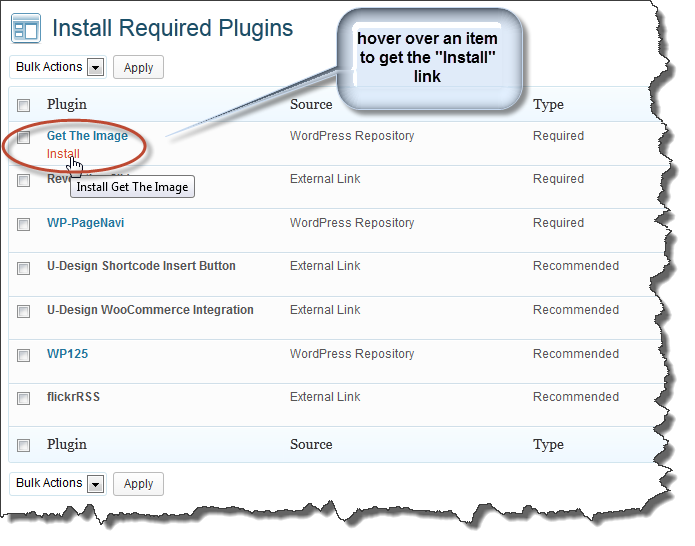 Install Required Plugins
hover over an item
to get the "Install"
link
Bulk Actions Apply
Plugin Source Type
Get The Image WordPress Repository Required
Install
Install Get The Image
External Link Required
WP-PageNavi WordPress Repository Required
U-Design Shortcode Insert Button External Link Recommended
U-Design WooCommerce Integration External Link Recommended
WP125 WordPress Repository Recommended
flickrRSS External Link Recommended
Plugin Source Type
Bulk Actions Apply